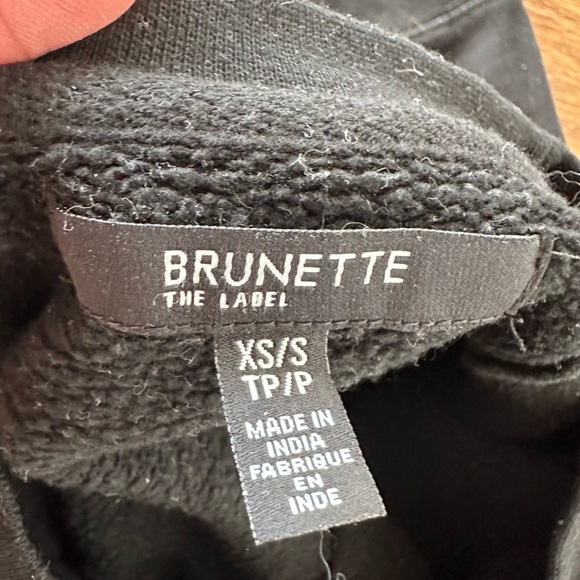 BRUNETTE
THE LABEL
XS/S
TP/P
MADE IN
INDIA
FABRIQUE
EN
INDE